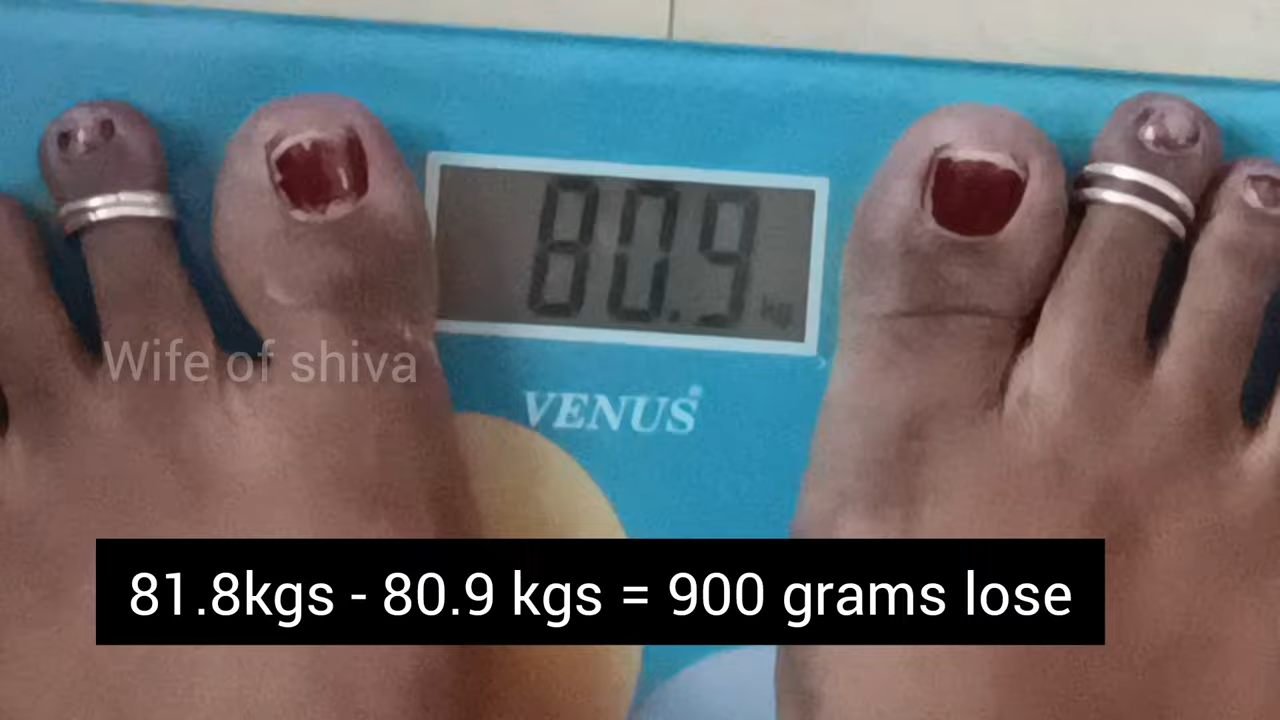 80.9 kg
Wife of shiva
VENUS
81.8kgs - 80.9 kgs = 900 grams lose